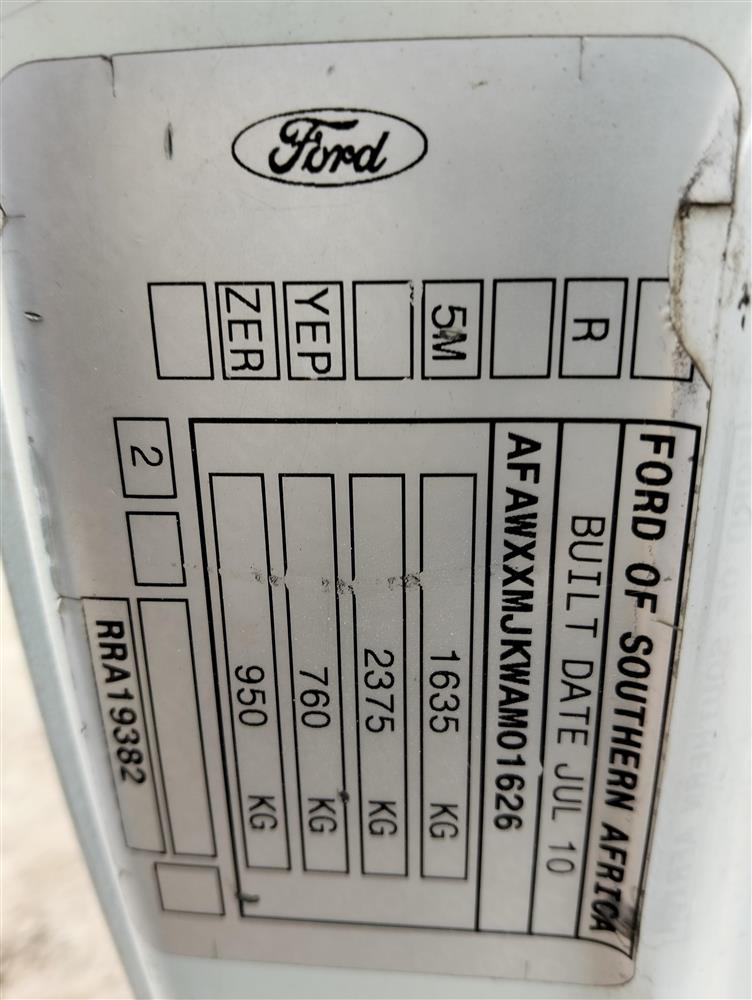 Ford
FORD OF SOUTHERN AFRICA
R
BUILT DATE JUL 10
AFAWXXMJKWAM01626
5M
1635 KG
2375 KG
YEP
760 KG
ZER
950 KG
2
RRA19382